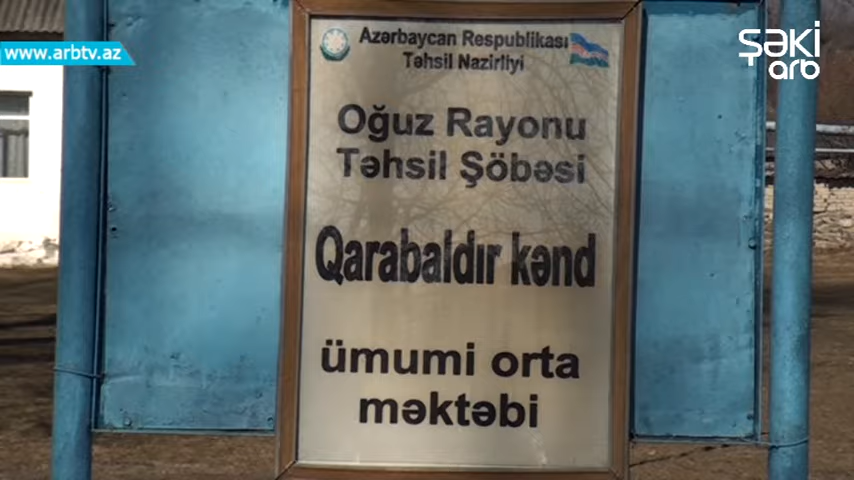 www.arbtv.az
ŞƏKİ
arb
Azərbaycan Respublikası
Təhsil Nazirliyi
Oğuz Rayonu
Təhsil Şöbəsi
Qarabaldır kənd
ümumi orta
məktəbi